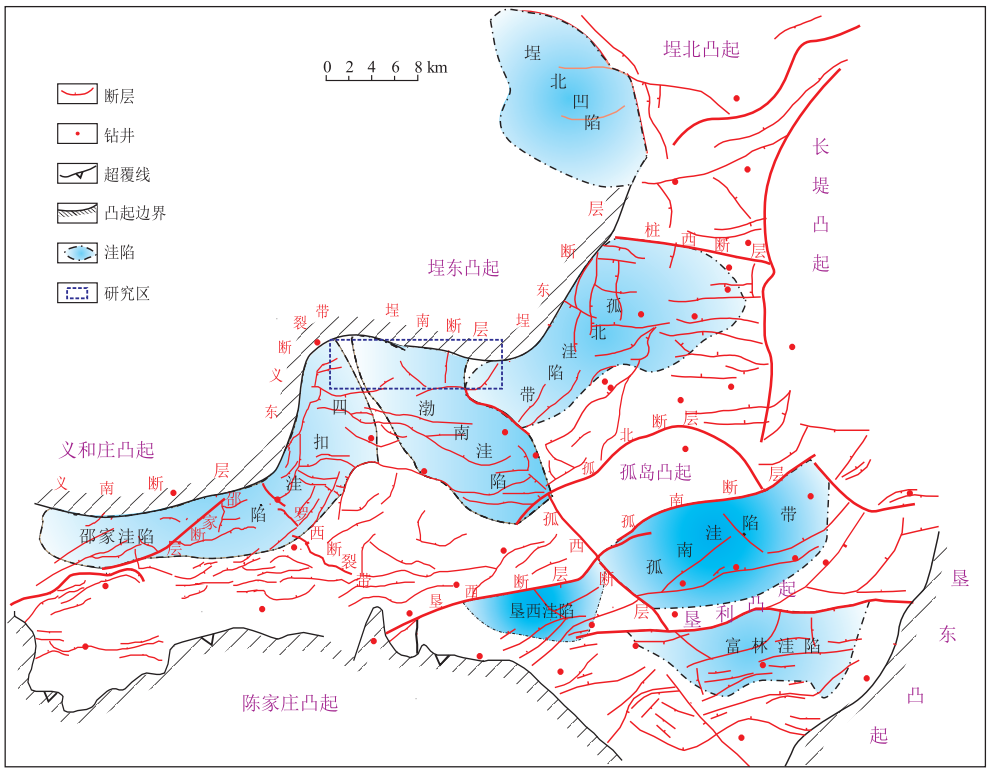 0 2 4 6 8 km
断层
钻井
超覆线
凸起边界
洼陷
研究区
埕北凹陷
埕北凸起
长堤凸起
埕东凸起
桩西断层
埕东断层
埕南断层
义东断裂带
孤北洼陷带
四扣洼陷
渤南洼陷
义和庄凸起
义南断层
邵家洼陷
邵家断层
罗西断裂带
孤北断层
孤岛凸起
孤南断层
孤西断层
孤南洼陷带
垦西断层
垦西洼陷
垦利凸起
富林洼陷
陈家庄凸起
垦东凸起